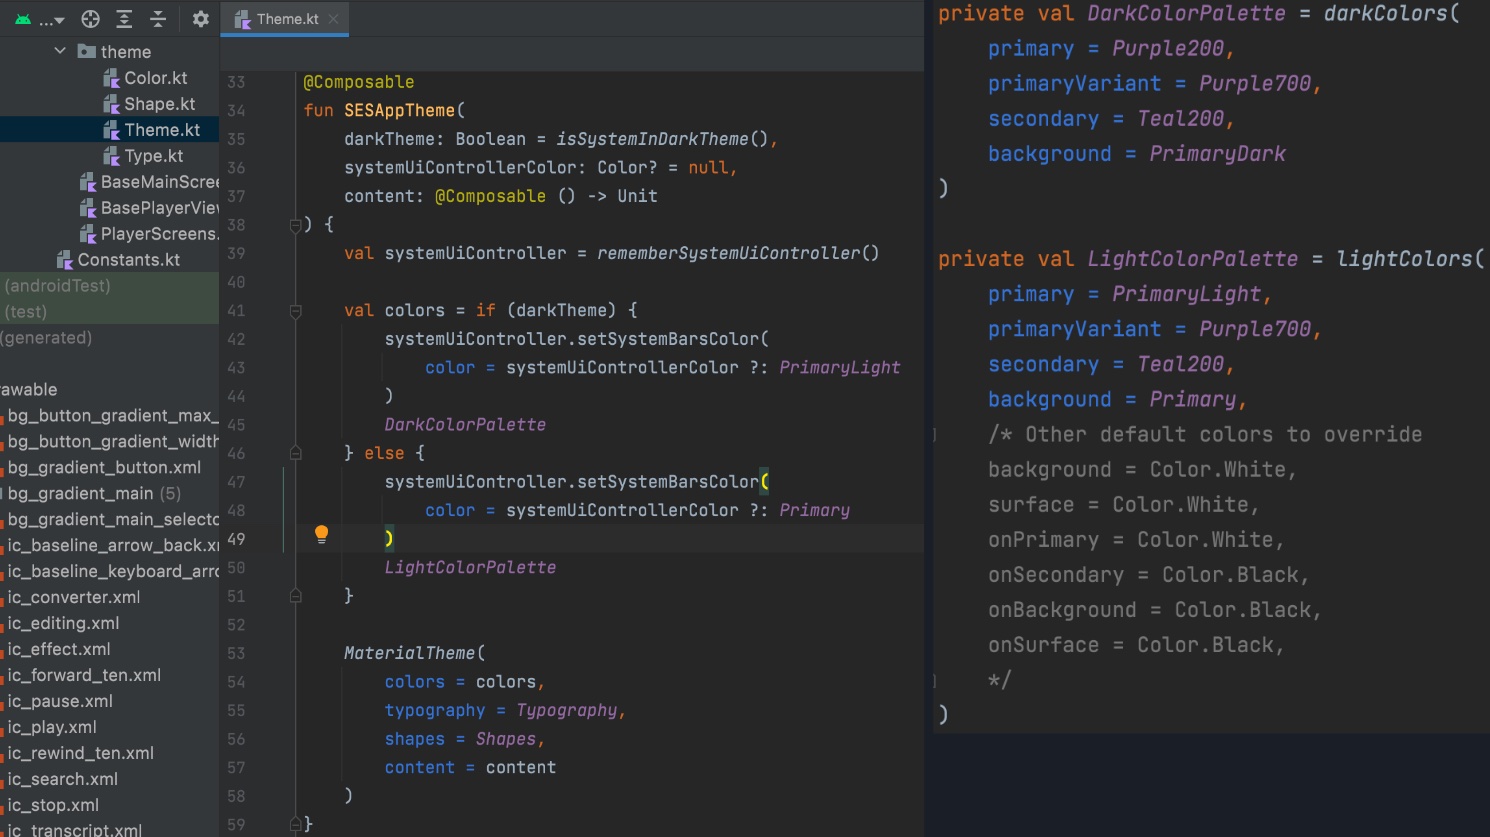 ...
Theme.kt
theme
Color.kt
Shape.kt
Theme.kt
Type.kt
BaseMainScree
BasePlayerView
PlayerScreens.
Constants.kt
(androidTest)
(test)
(generated)
rawable
bg_button_gradient_max_
bg_button_gradient_width
bg_gradient_button.xml
bg_gradient_main (5)
bg_gradient_main_selecto
ic_baseline_arrow_back.xm
ic_baseline_keyboard_arro
ic_converter.xml
ic_editing.xml
ic_effect.xml
ic_forward_ten.xml
ic_pause.xml
ic_play.xml
ic_rewind_ten.xml
ic_search.xml
ic_stop.xml
ic_transcript.xml
33 @Composable
34 fun SESAppTheme(
35 darkTheme: Boolean = isSystemInDarkTheme(),
36 systemUiControllerColor: Color? = null,
37 content: @Composable () -> Unit
38 ) {
39 val systemUiController = rememberSystemUiController()
40
41 val colors = if (darkTheme) {
42 systemUiController.setSystemBarsColor(
43 color = systemUiControllerColor ?: PrimaryLight
44 )
45 DarkColorPalette
46 } else {
47 systemUiController.setSystemBarsColor(
48 color = systemUiControllerColor ?: Primary
49 )
50 LightColorPalette
51 }
52
53 MaterialTheme(
54 colors = colors,
55 typography = Typography,
56 shapes = Shapes,
57 content = content
58 )
59 }
private val DarkColorPalette = darkColors(
primary = Purple200,
primaryVariant = Purple700,
secondary = Teal200,
background = PrimaryDark
)
private val LightColorPalette = lightColors(
primary = PrimaryLight,
primaryVariant = Purple700,
secondary = Teal200,
background = Primary,
/* Other default colors to override
background = Color.White,
surface = Color.White,
onPrimary = Color.White,
onSecondary = Color.Black,
onBackground = Color.Black,
onSurface = Color.Black,
*/
)